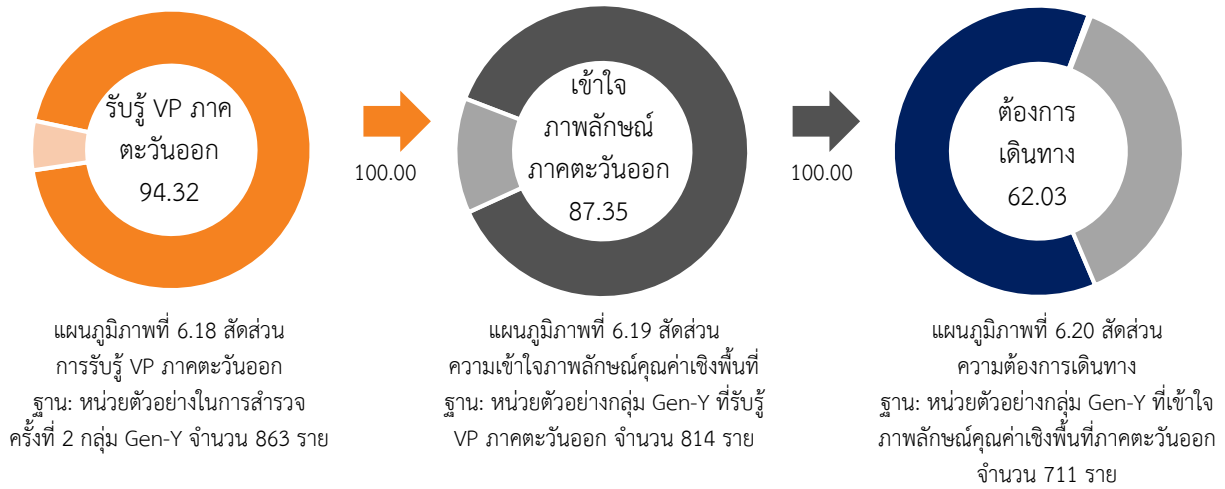 รับรู้ VP ภาค
ตะวันออก
94.32
100.00
เข้าใจ
ภาพลักษณ์
ภาคตะวันออก
87.35
100.00
ต้องการ
เดินทาง
62.03
แผนภูมิภาพที่ 6.18 สัดส่วน
การรับรู้ VP ภาคตะวันออก
ฐาน: หน่วยตัวอย่างในการสำรวจ
ครั้งที่ 2 กลุ่ม Gen-Y จำนวน 863 ราย
แผนภูมิภาพที่ 6.19 สัดส่วน
ความเข้าใจภาพลักษณ์คุณค่าเชิงพื้นที่
ฐาน: หน่วยตัวอย่างกลุ่ม Gen-Y ที่รับรู้
VP ภาคตะวันออก จำนวน 814 ราย
แผนภูมิภาพที่ 6.20 สัดส่วน
ความต้องการเดินทาง
ฐาน: หน่วยตัวอย่างกลุ่ม Gen-Y ที่เข้าใจ
ภาพลักษณ์คุณค่าเชิงพื้นที่ภาคตะวันออก
จำนวน 711 ราย